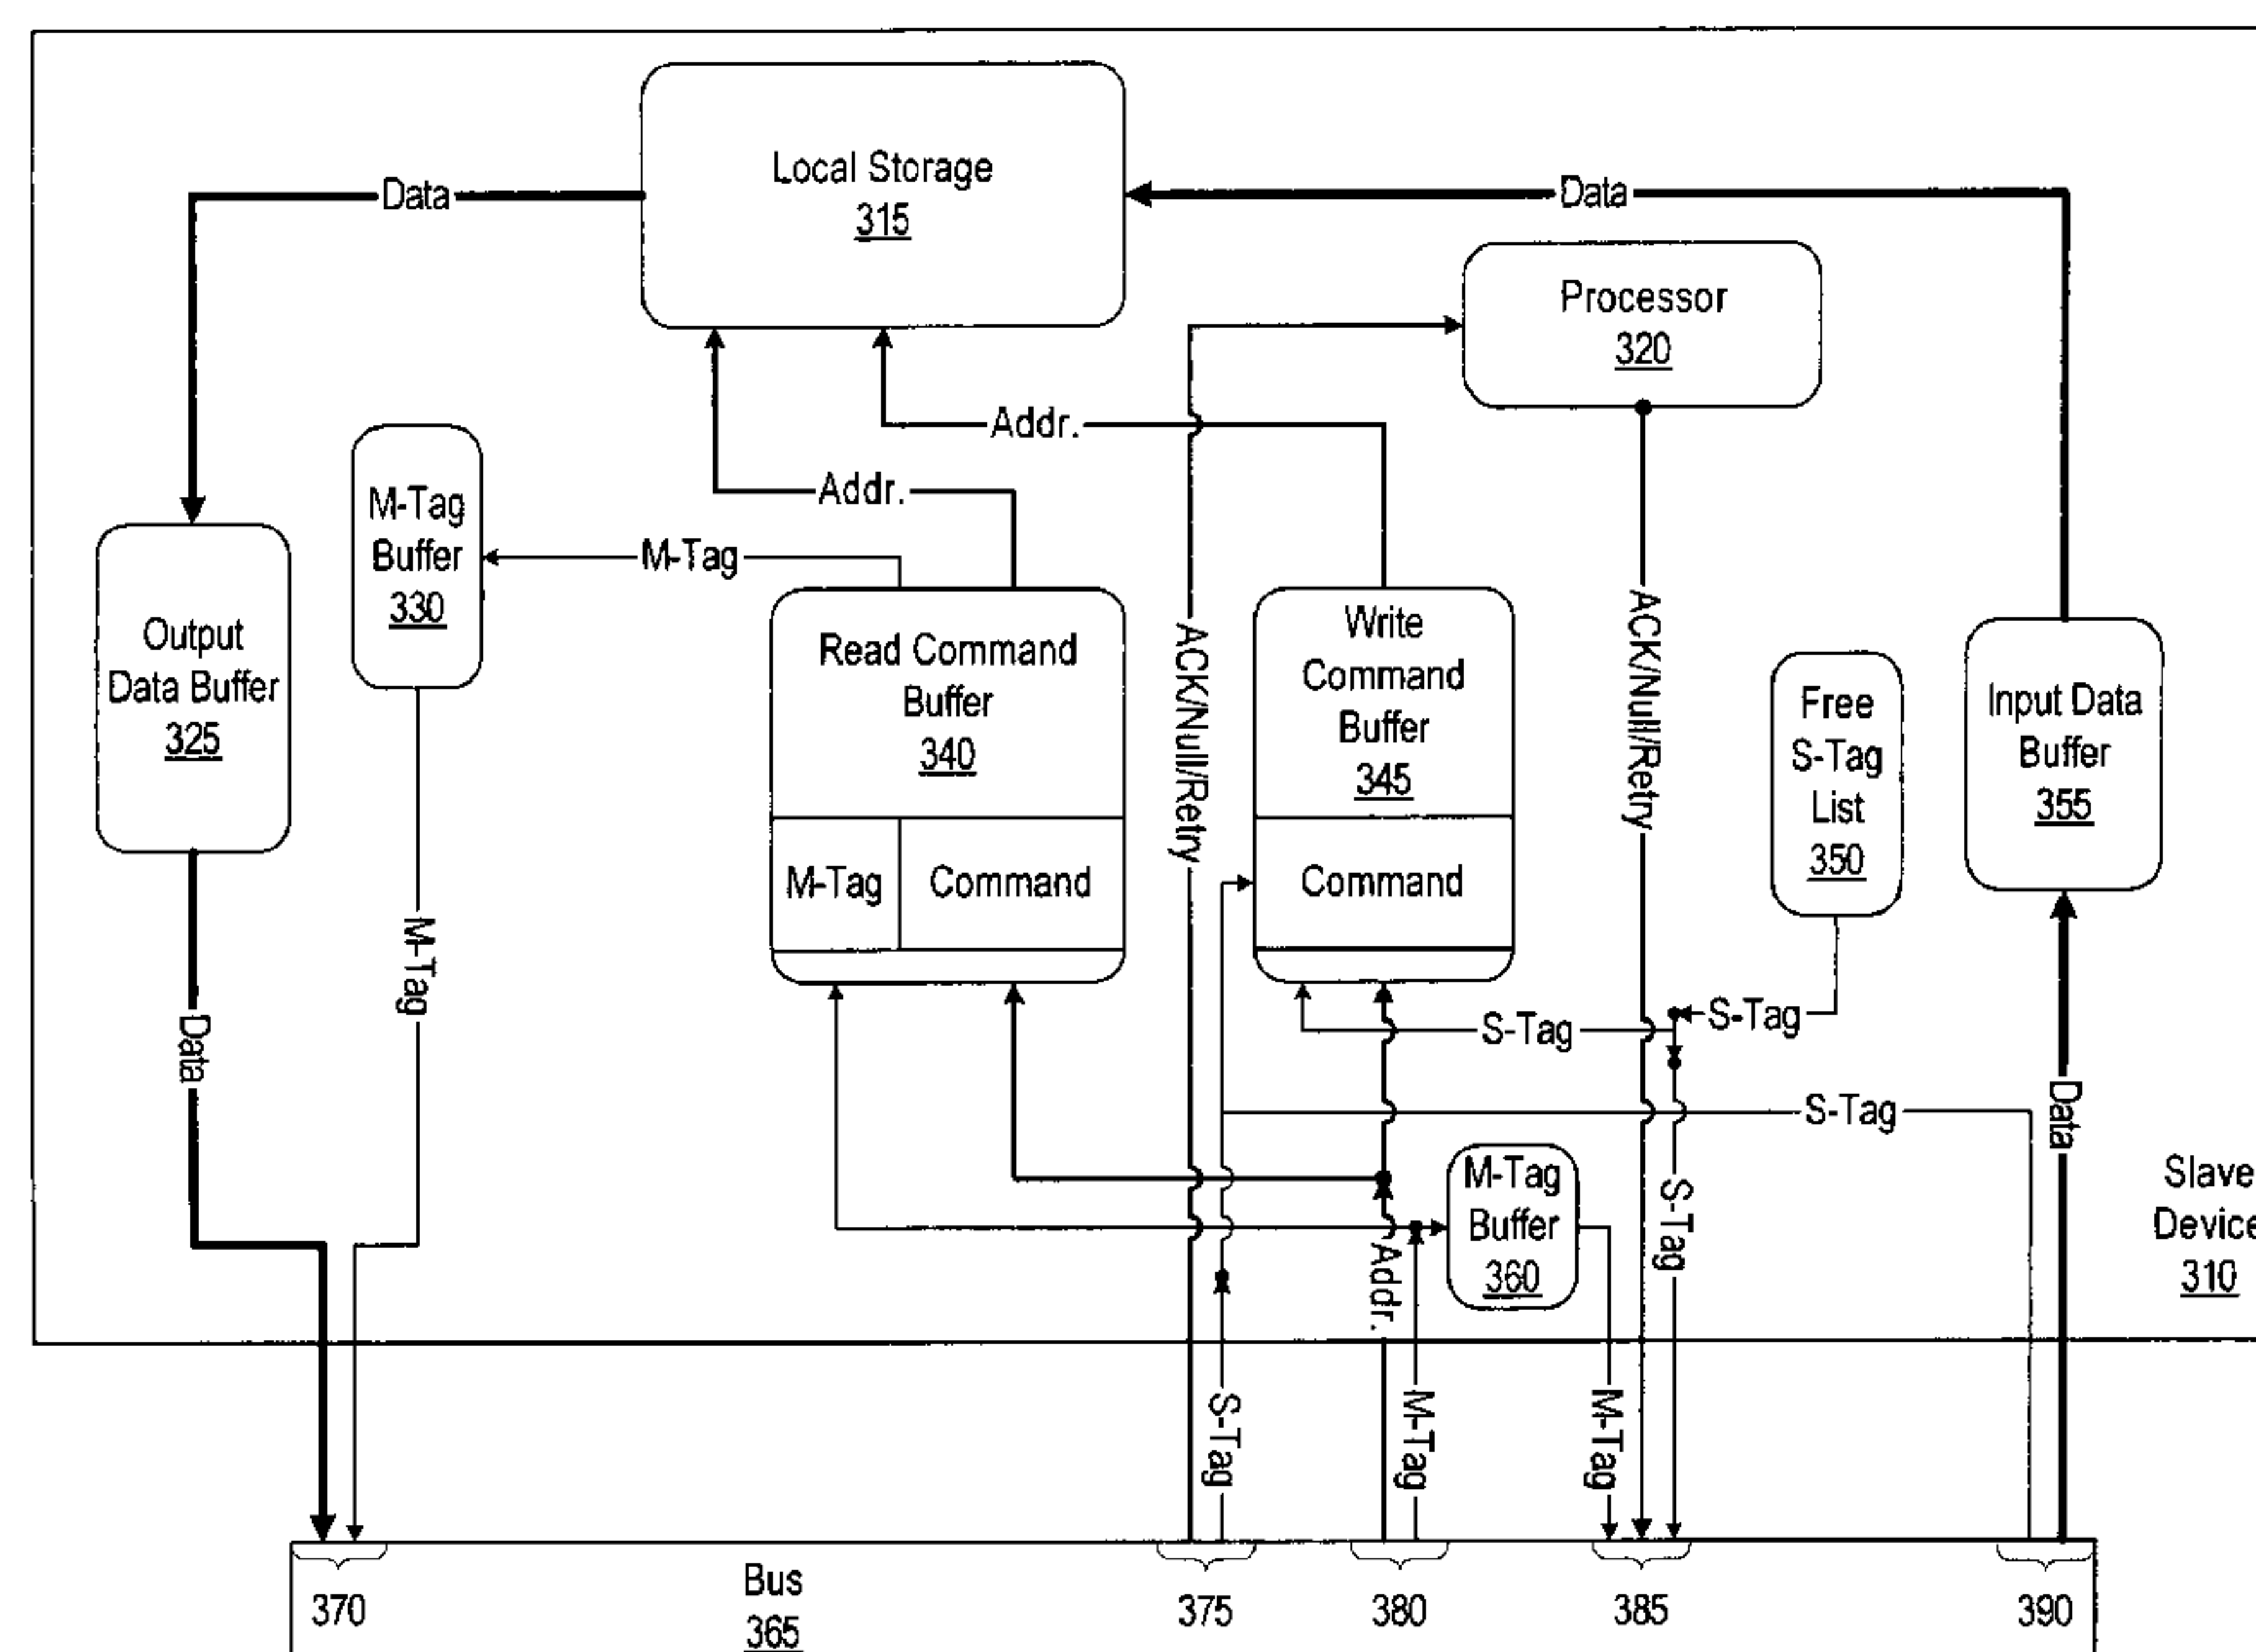 Local Storage
315
Data
Data
Processor
320
Addr.
Addr.
M-Tag
Buffer
330
M-Tag
Output
Data Buffer
325
Read Command
Buffer
340
M-Tag
Command
ACK/Null/Retry
Write
Command
Buffer
345
Command
ACK/Null/Retry
Free
S-Tag
List
350
Input Data
Buffer
355
M-Tag
Data
S-Tag
S-Tag
S-Tag
Data
M-Tag
Buffer
360
Addr.
S-Tag
Slave
Device
310
S-Tag
M-Tag
M-Tag
Bus
365
370
375
380
385
390